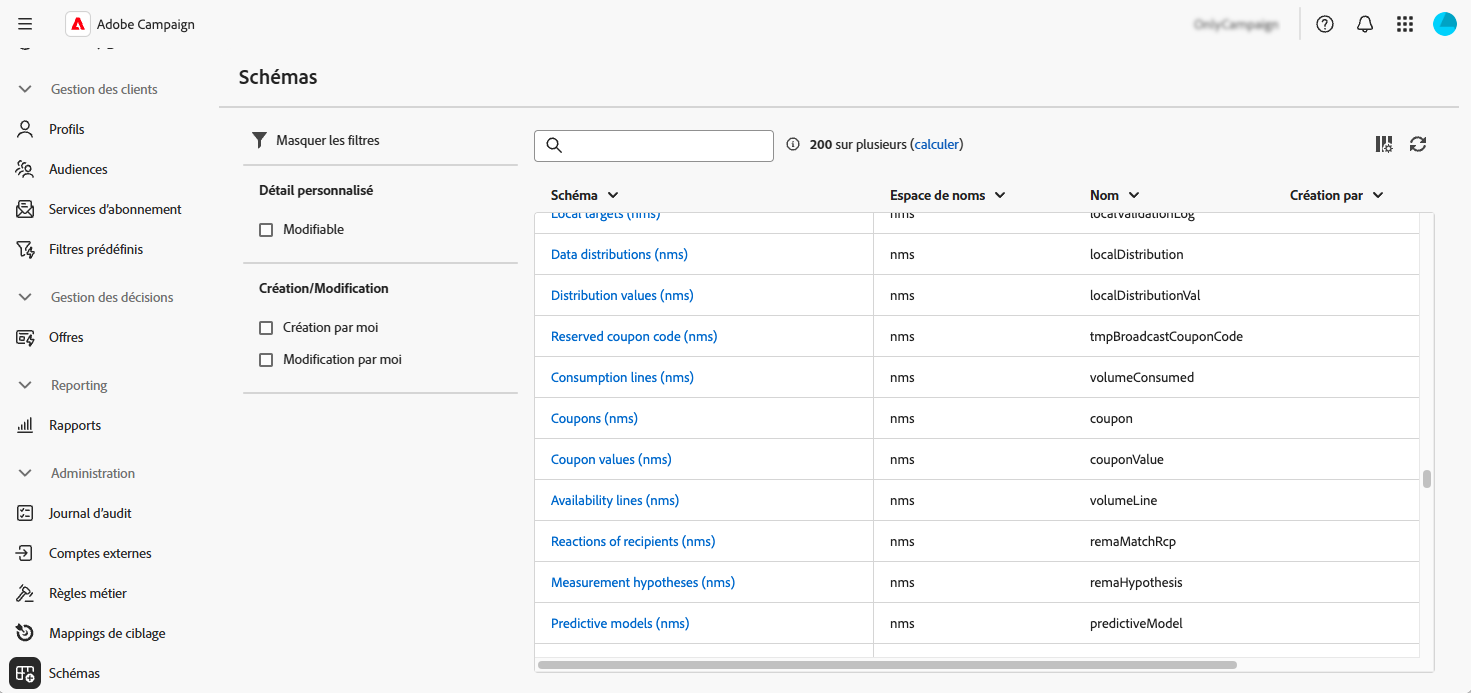 Adobe Campaign
OnlyCampaign
Schémas
Gestion des clients
Profils
Audiences
Services d'abonnement
Filtres prédéfinis
Gestion des décisions
Offres
Reporting
Rapports
Administration
Journal d'audit
Comptes externes
Règles métier
Mappings de ciblage
Schémas
Masquer les filtres
Détail personnalisé
Modifiable
Création/Modification
Création par moi
Modification par moi
200 sur plusieurs (calculer)
Schéma Espace de noms Nom Création par
Local targets (nms) nms localValidationLog
Data distributions (nms) nms localDistribution
Distribution values (nms) nms localDistributionVal
Reserved coupon code (nms) nms tmpBroadcastCouponCode
Consumption lines (nms) nms volumeConsumed
Coupons (nms) nms coupon
Coupon values (nms) nms couponValue
Availability lines (nms) nms volumeLine
Reactions of recipients (nms) nms remaMatchRcp
Measurement hypotheses (nms) nms remaHypothesis
Predictive models (nms) nms predictiveModel